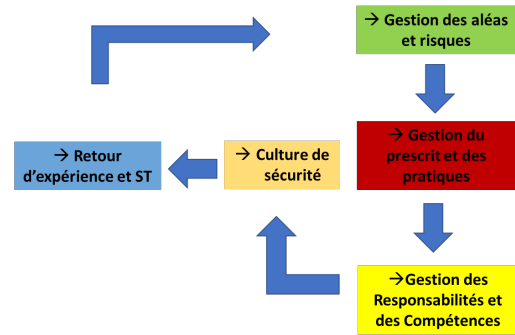 → Gestion des aléas
et risques
→ Gestion du
prescrit et des
pratiques
→ Retour
d'expérience et ST
→ Culture de
sécurité
→Gestion des
Responsabilités et
des Compétences